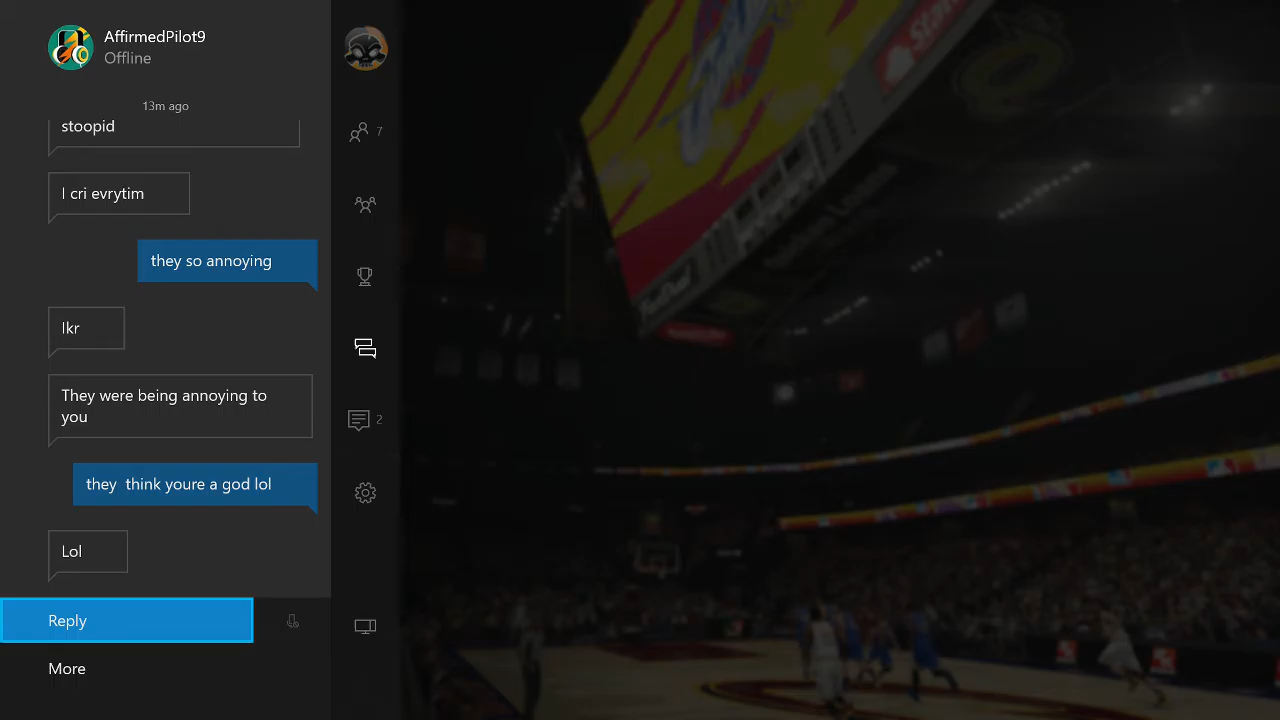 AffirmedPilot9
Offline
13m ago
stoopid
I cri evrytim
they so annoying
Ikr
They were being annoying to
you
they  think youre a god lol
Lol
Reply
More
7
2